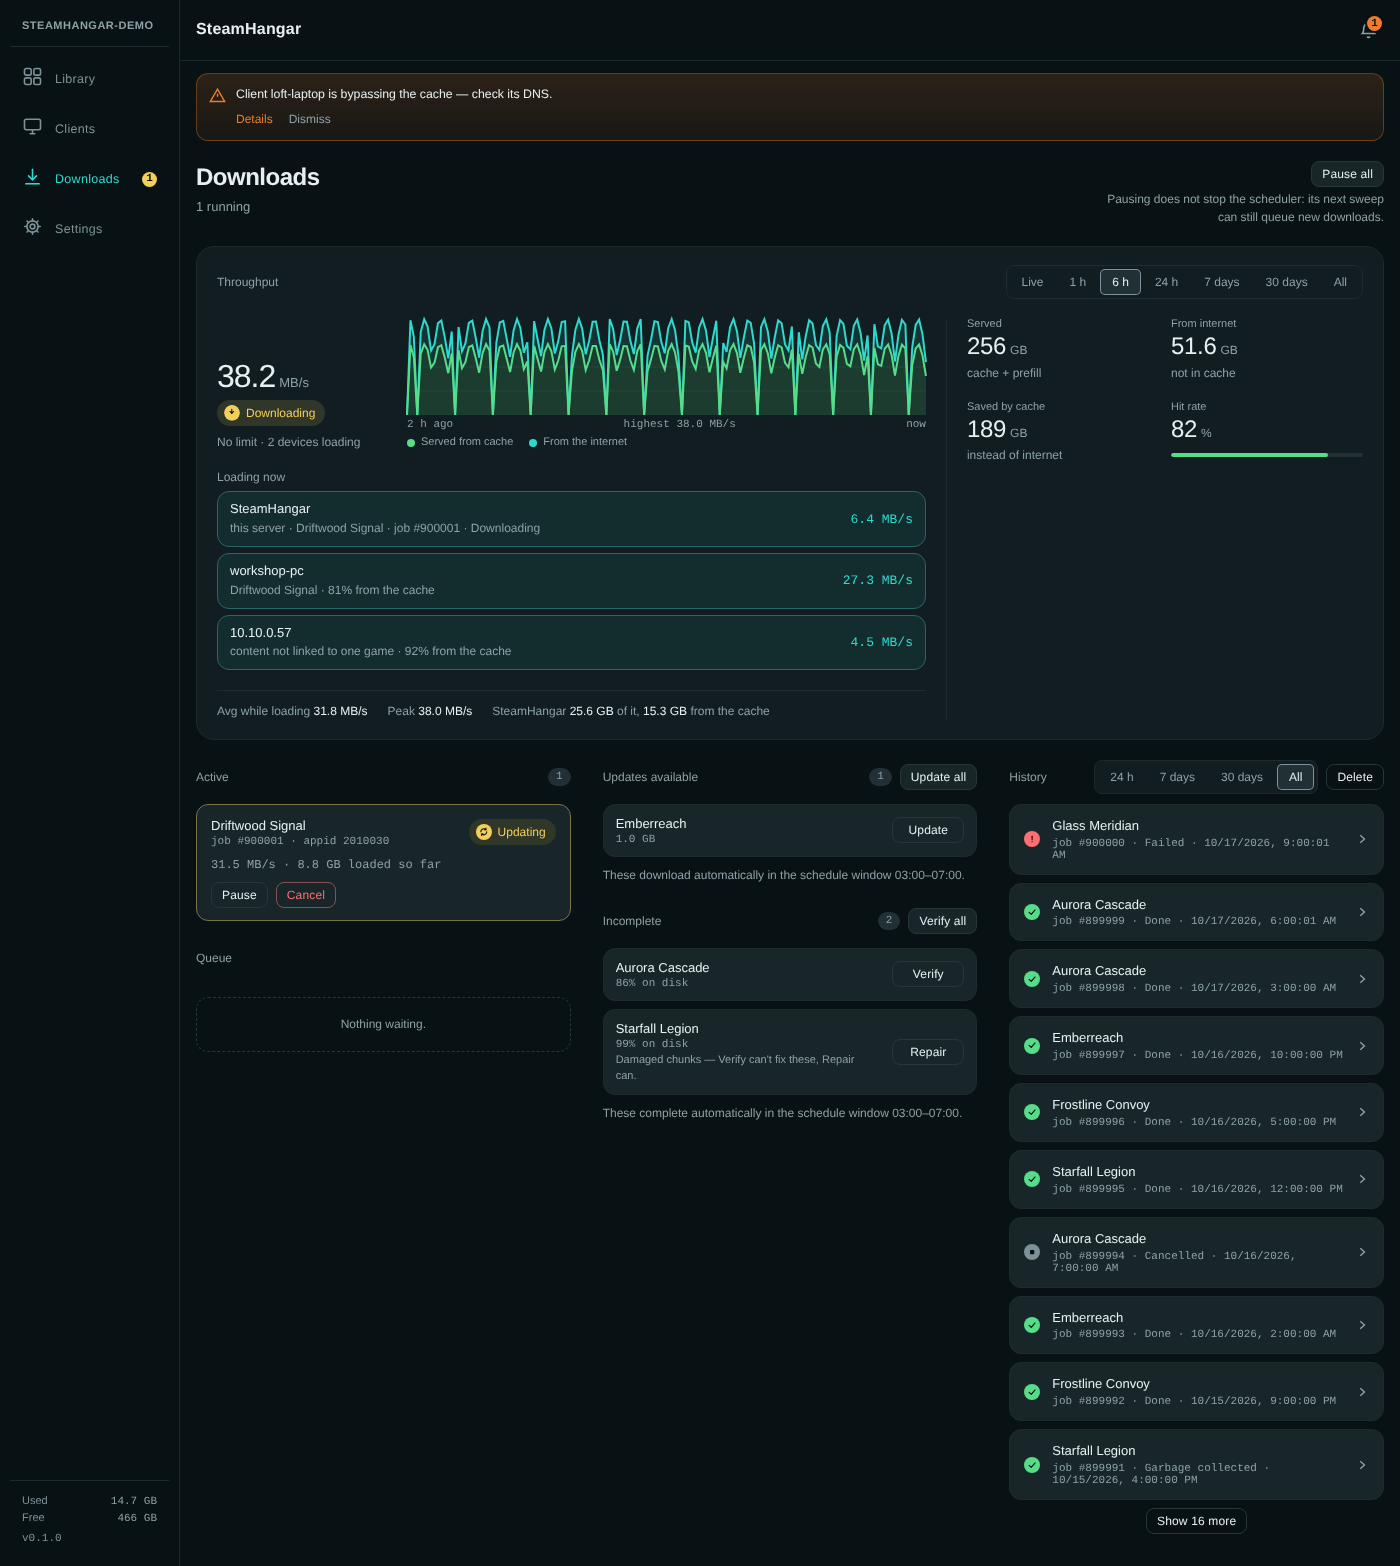 STEAMHANGAR-DEMO
Library
Clients
Downloads 1
Settings
SteamHangar
1
Client loft-laptop is bypassing the cache — check its DNS.
Details Dismiss
Downloads
1 running
Pause all
Pausing does not stop the scheduler: its next sweep
can still queue new downloads.
Throughput
Live 1 h 6 h 24 h 7 days 30 days All
38.2 MB/s
Downloading
No limit · 2 devices loading
2 h ago highest 38.0 MB/s now
Served from cache From the internet
Served
256 GB
cache + prefill
From internet
51.6 GB
not in cache
Saved by cache
189 GB
instead of internet
Hit rate
82 %
Loading now
SteamHangar
this server · Driftwood Signal · job #900001 · Downloading
6.4 MB/s
workshop-pc
Driftwood Signal · 81% from the cache
27.3 MB/s
10.10.0.57
content not linked to one game · 92% from the cache
4.5 MB/s
Avg while loading 31.8 MB/s Peak 38.0 MB/s SteamHangar 25.6 GB of it, 15.3 GB from the cache
Active 1
Driftwood Signal
job #900001 · appid 2010030
Updating
31.5 MB/s · 8.8 GB loaded so far
Pause Cancel
Queue
Nothing waiting.
Updates available 1 Update all
Emberreach
1.0 GB
Update
These download automatically in the schedule window 03:00–07:00.
Incomplete 2 Verify all
Aurora Cascade
86% on disk
Verify
Starfall Legion
99% on disk
Damaged chunks — Verify can't fix these, Repair
can.
Repair
These complete automatically in the schedule window 03:00–07:00.
History 24 h 7 days 30 days All Delete
Glass Meridian
job #900000 · Failed · 10/17/2026, 9:00:01
AM
Aurora Cascade
job #899999 · Done · 10/17/2026, 6:00:01 AM
Aurora Cascade
job #899998 · Done · 10/17/2026, 3:00:00 AM
Emberreach
job #899997 · Done · 10/16/2026, 10:00:00 PM
Frostline Convoy
job #899996 · Done · 10/16/2026, 5:00:00 PM
Starfall Legion
job #899995 · Done · 10/16/2026, 12:00:00 PM
Aurora Cascade
job #899994 · Cancelled · 10/16/2026,
7:00:00 AM
Emberreach
job #899993 · Done · 10/16/2026, 2:00:00 AM
Frostline Convoy
job #899992 · Done · 10/15/2026, 9:00:00 PM
Starfall Legion
job #899991 · Garbage collected ·
10/15/2026, 4:00:00 PM
Show 16 more
Used 14.7 GB
Free 466 GB
v0.1.0